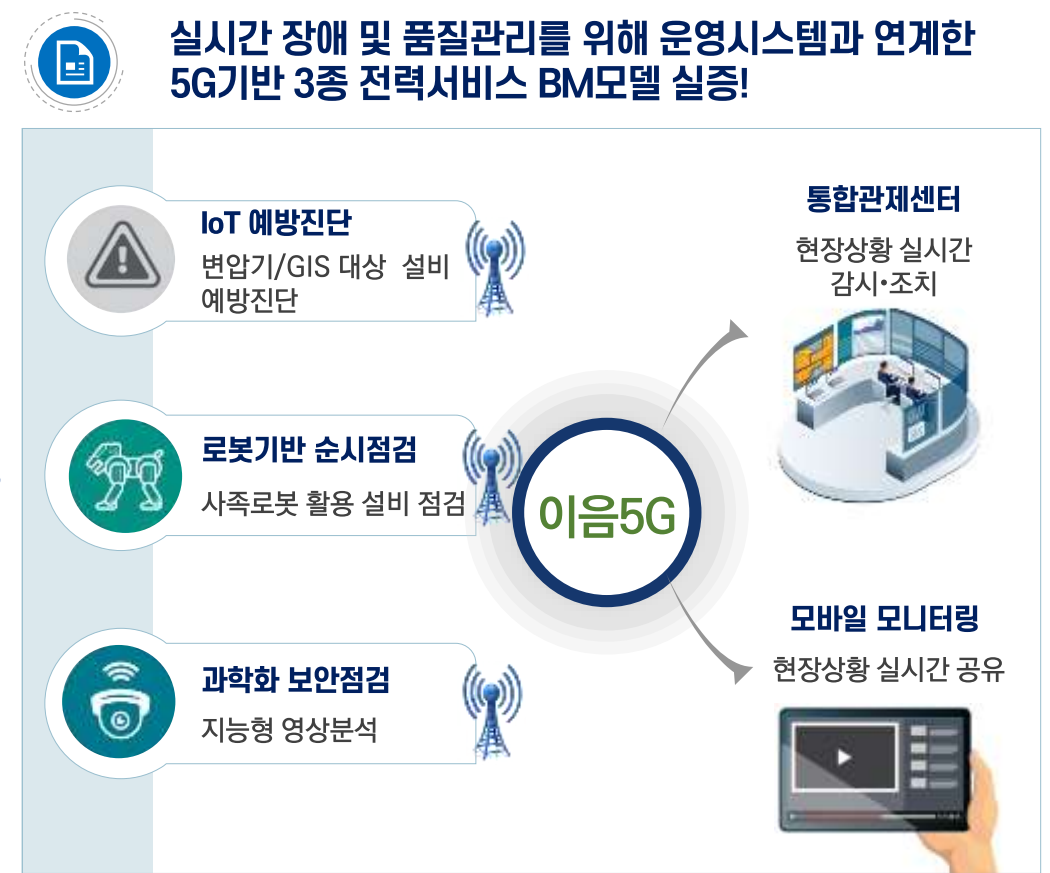 실시간 장애 및 품질관리를 위해 운영시스템과 연계한
5G기반 3종 전력서비스 BM모델 실증!
IoT 예방진단
변압기/GIS 대상 설비
예방진단
로봇기반 순시점검
사족로봇 활용 설비 점검
과학화 보안점검
지능형 영상분석
이음5G
통합관제센터
현장상황 실시간
감시•조치
모바일 모니터링
현장상황 실시간 공유